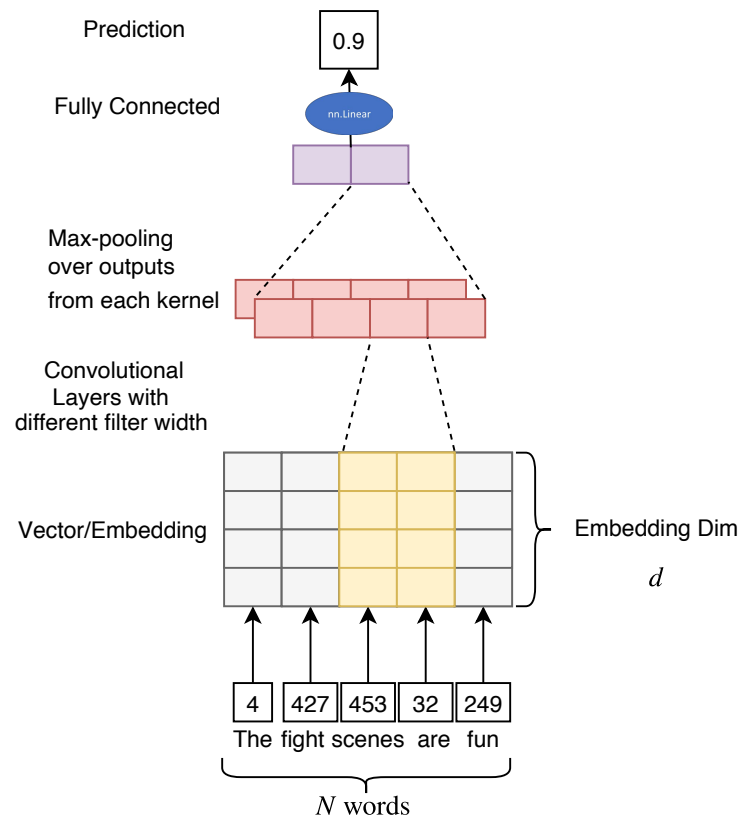 Prediction
0.9
Fully Connected
nn.Linear
Max-pooling
over outputs
from each kernel
Convolutional
Layers with
different filter width
Vector/Embedding
Embedding Dim
d
4 427 453 32 249
The fight scenes are fun
N words